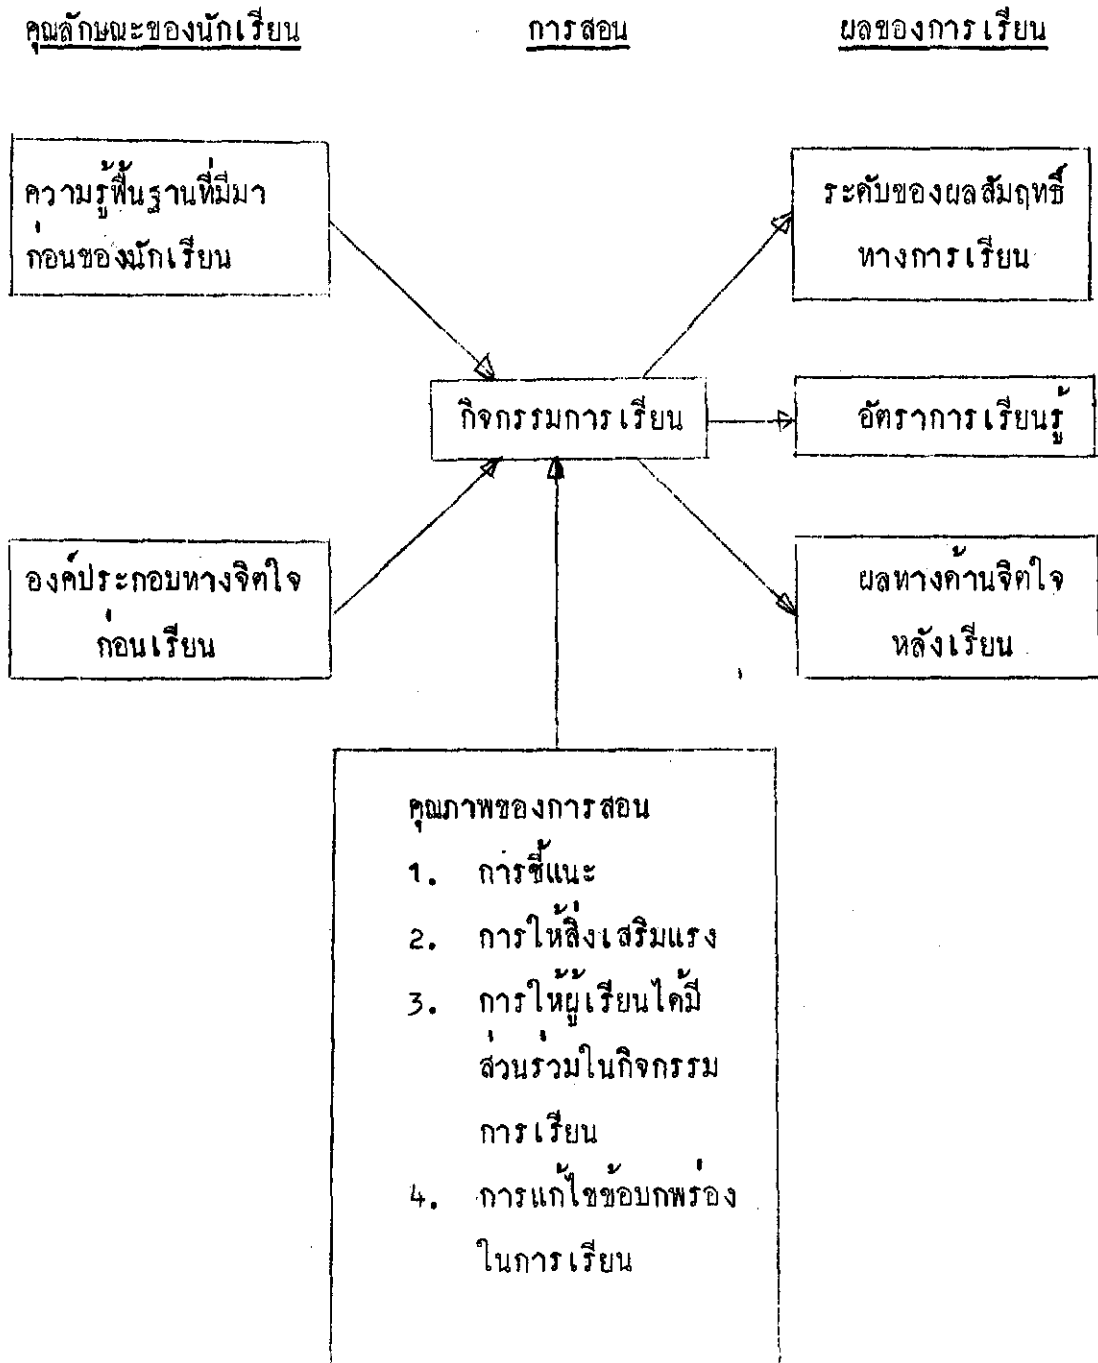 คุณลักษณะของนักเรียน
การสอน
ผลของการเรียน
ความรู้พื้นฐานที่มีมา
ก่อนของนักเรียน
ระดับของผลสัมฤทธิ์
ทางการเรียน
กิจกรรมการเรียน
อัตราการเรียนรู้
องค์ประกอบทางจิตใจ
ก่อนเรียน
ผลทางด้านจิตใจ
หลังเรียน
คุณภาพของการสอน
1. การชี้แนะ
2. การให้สิ่งเสริมแรง
3. การให้ผู้เรียนได้มี
ส่วนร่วมในกิจกรรม
การเรียน
4. การแก้ไขข้อบกพร่อง
ในการเรียน